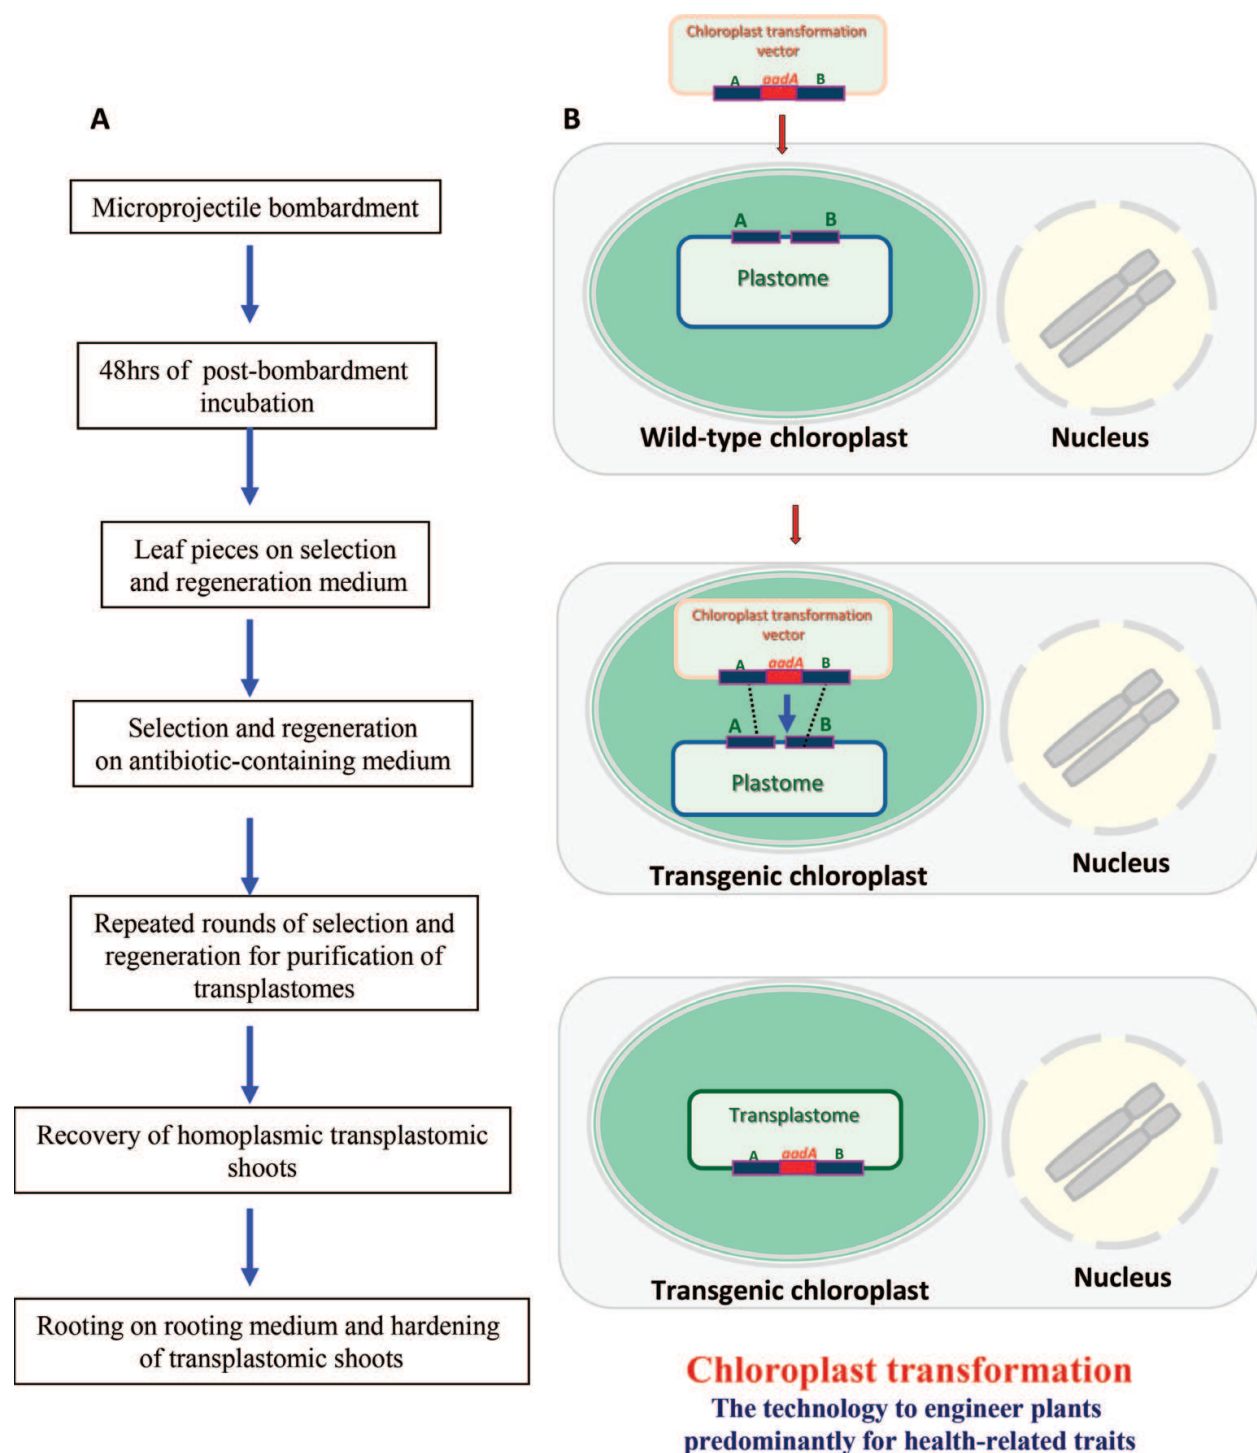 A
Microprojectile bombardment
48hrs of post-bombardment
incubation
Leaf pieces on selection
and regeneration medium
Selection and regeneration
on antibiotic-containing medium
Repeated rounds of selection and
regeneration for purification of
transplastomes
Recovery of homoplasmic transplastomic
shoots
Rooting on rooting medium and hardening
of transplastomic shoots
B
Chloroplast transformation
vector
A aadA B
A B
Plastome
Wild-type chloroplast
Nucleus
Chloroplast transformation
vector
A aadA B
A B
Plastome
Transgenic chloroplast
Nucleus
Transplastome
A aadA B
Transgenic chloroplast
Nucleus
Chloroplast transformation
The technology to engineer plants
predominantly for health-related traits